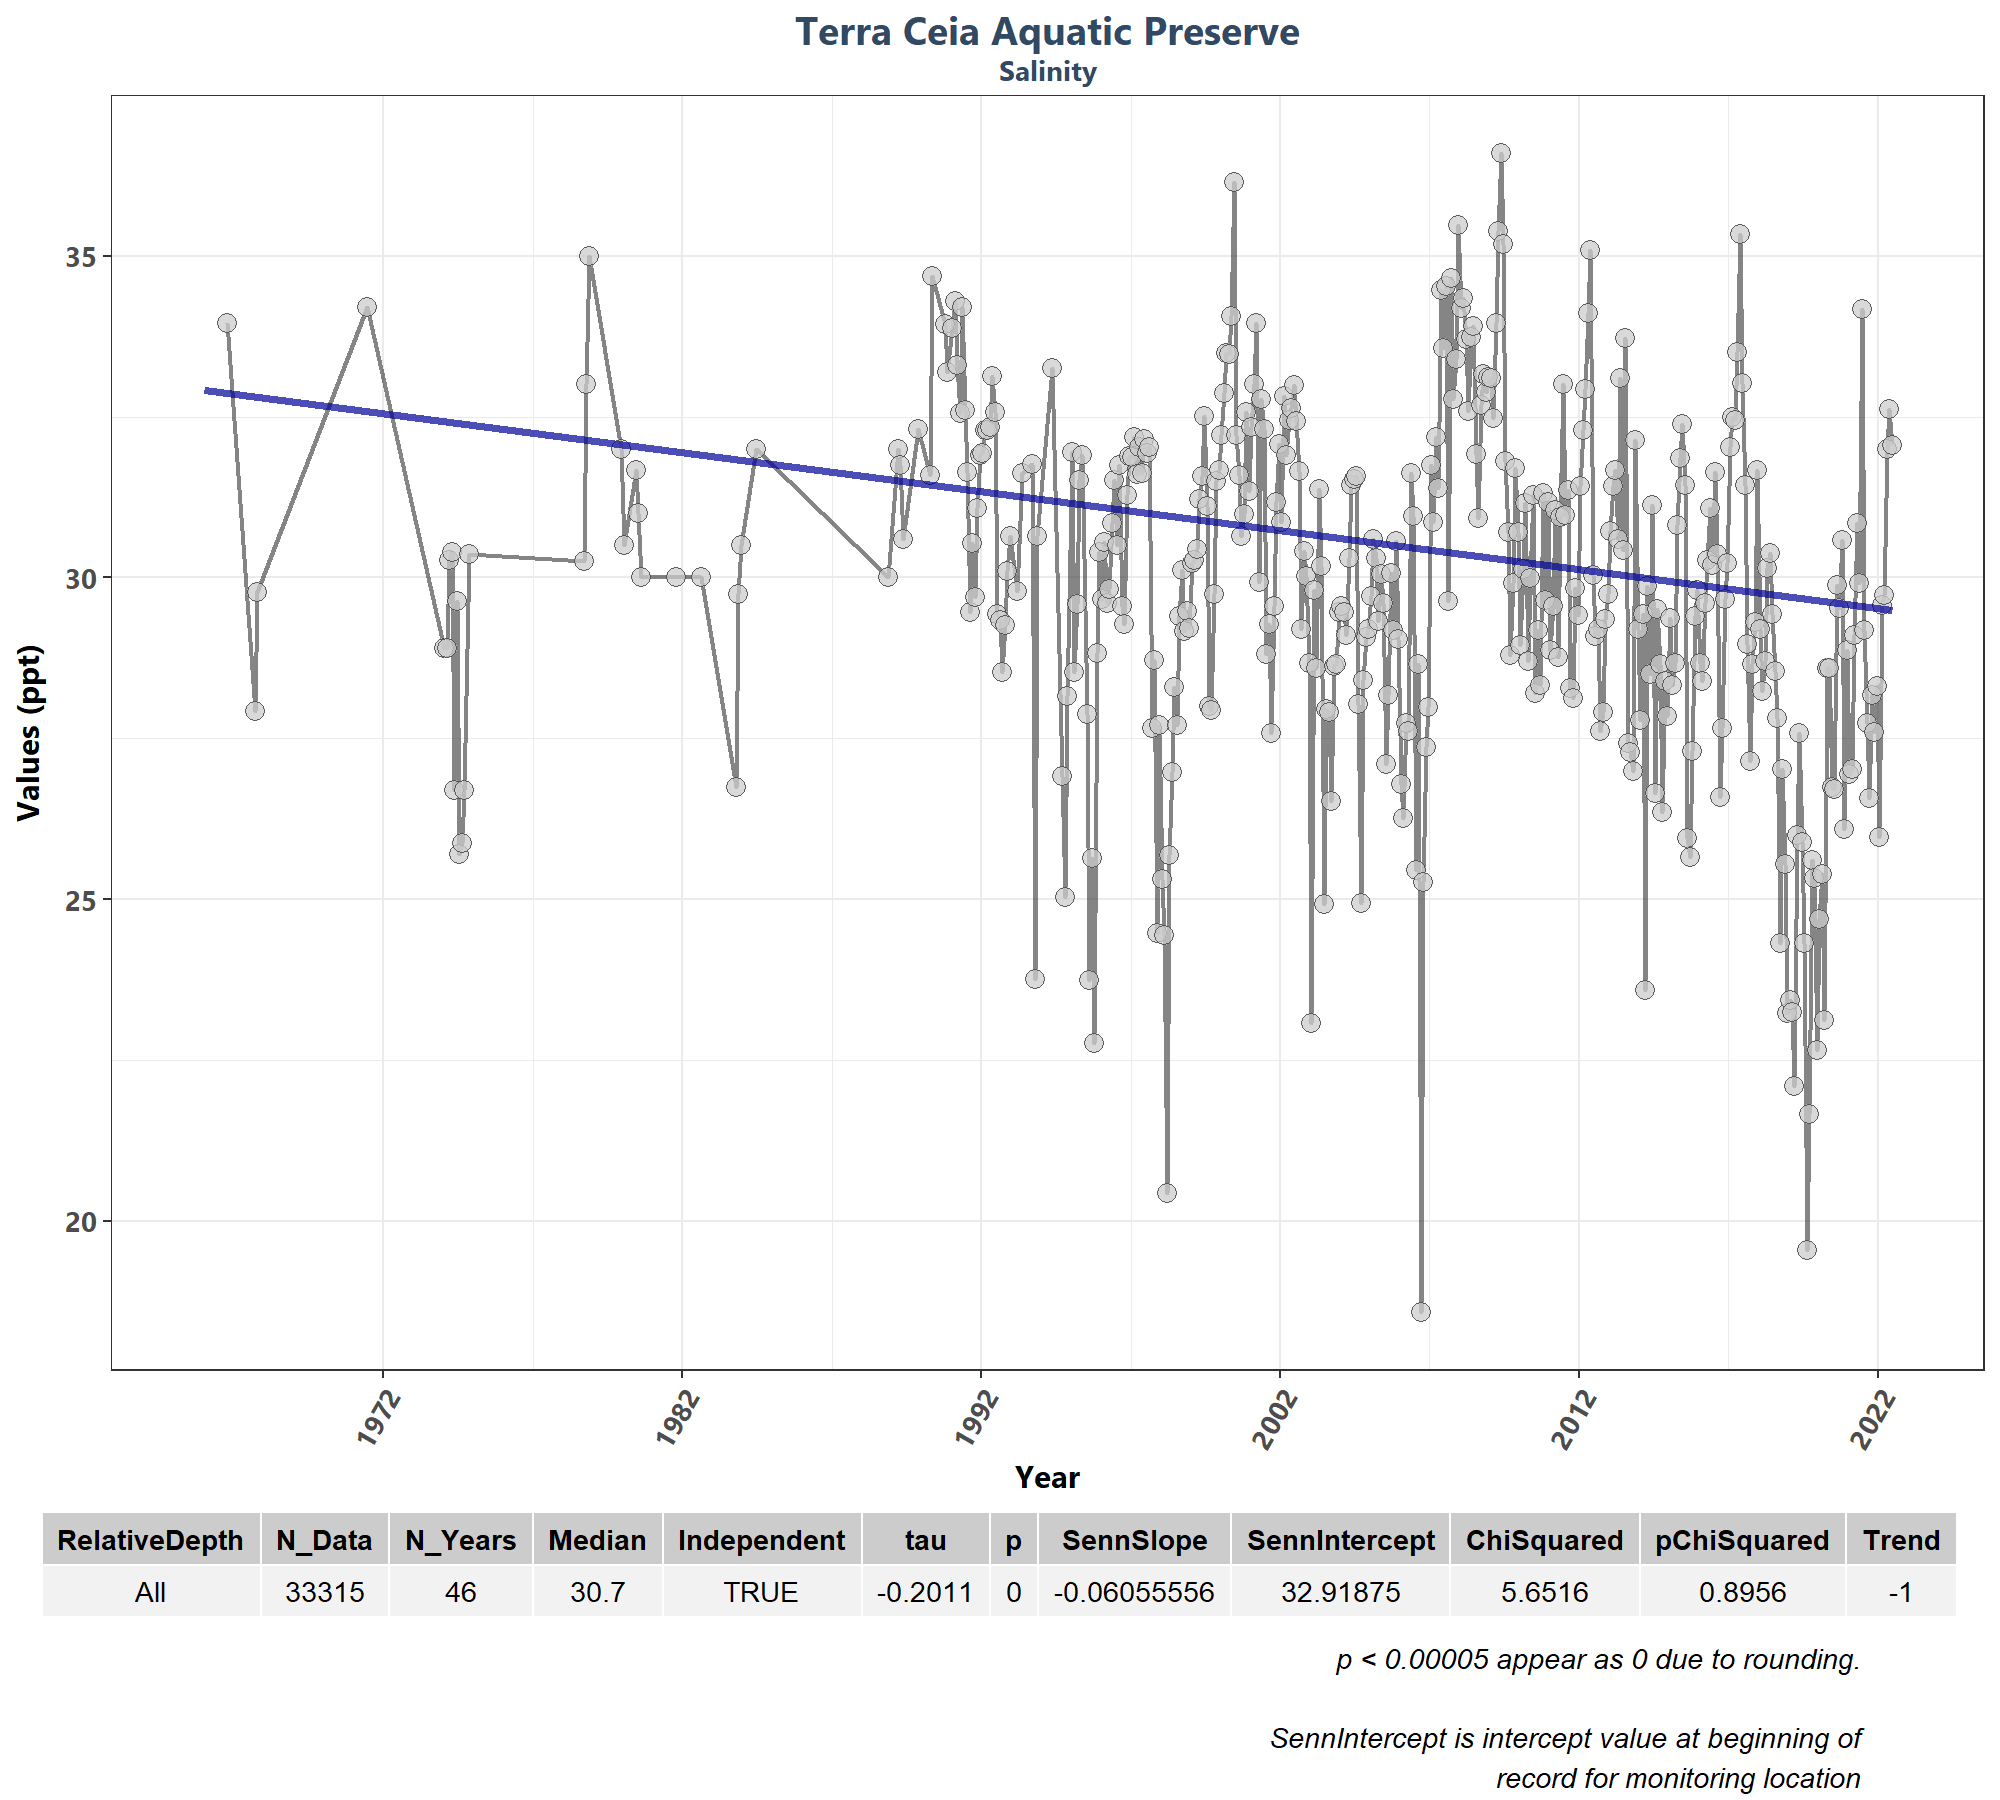 Terra Ceia Aquatic Preserve
Salinity
Values (ppt)
35
30
25
20
1972
1982
1992
2002
2012
2022
Year
RelativeDepth N_Data N_Years Median Independent tau p SennSlope SennIntercept ChiSquared pChiSquared Trend
All 33315 46 30.7 TRUE -0.2011 0 -0.06055556 32.91875 5.6516 0.8956 -1
p < 0.00005 appear as 0 due to rounding.
SennIntercept is intercept value at beginning of
record for monitoring location